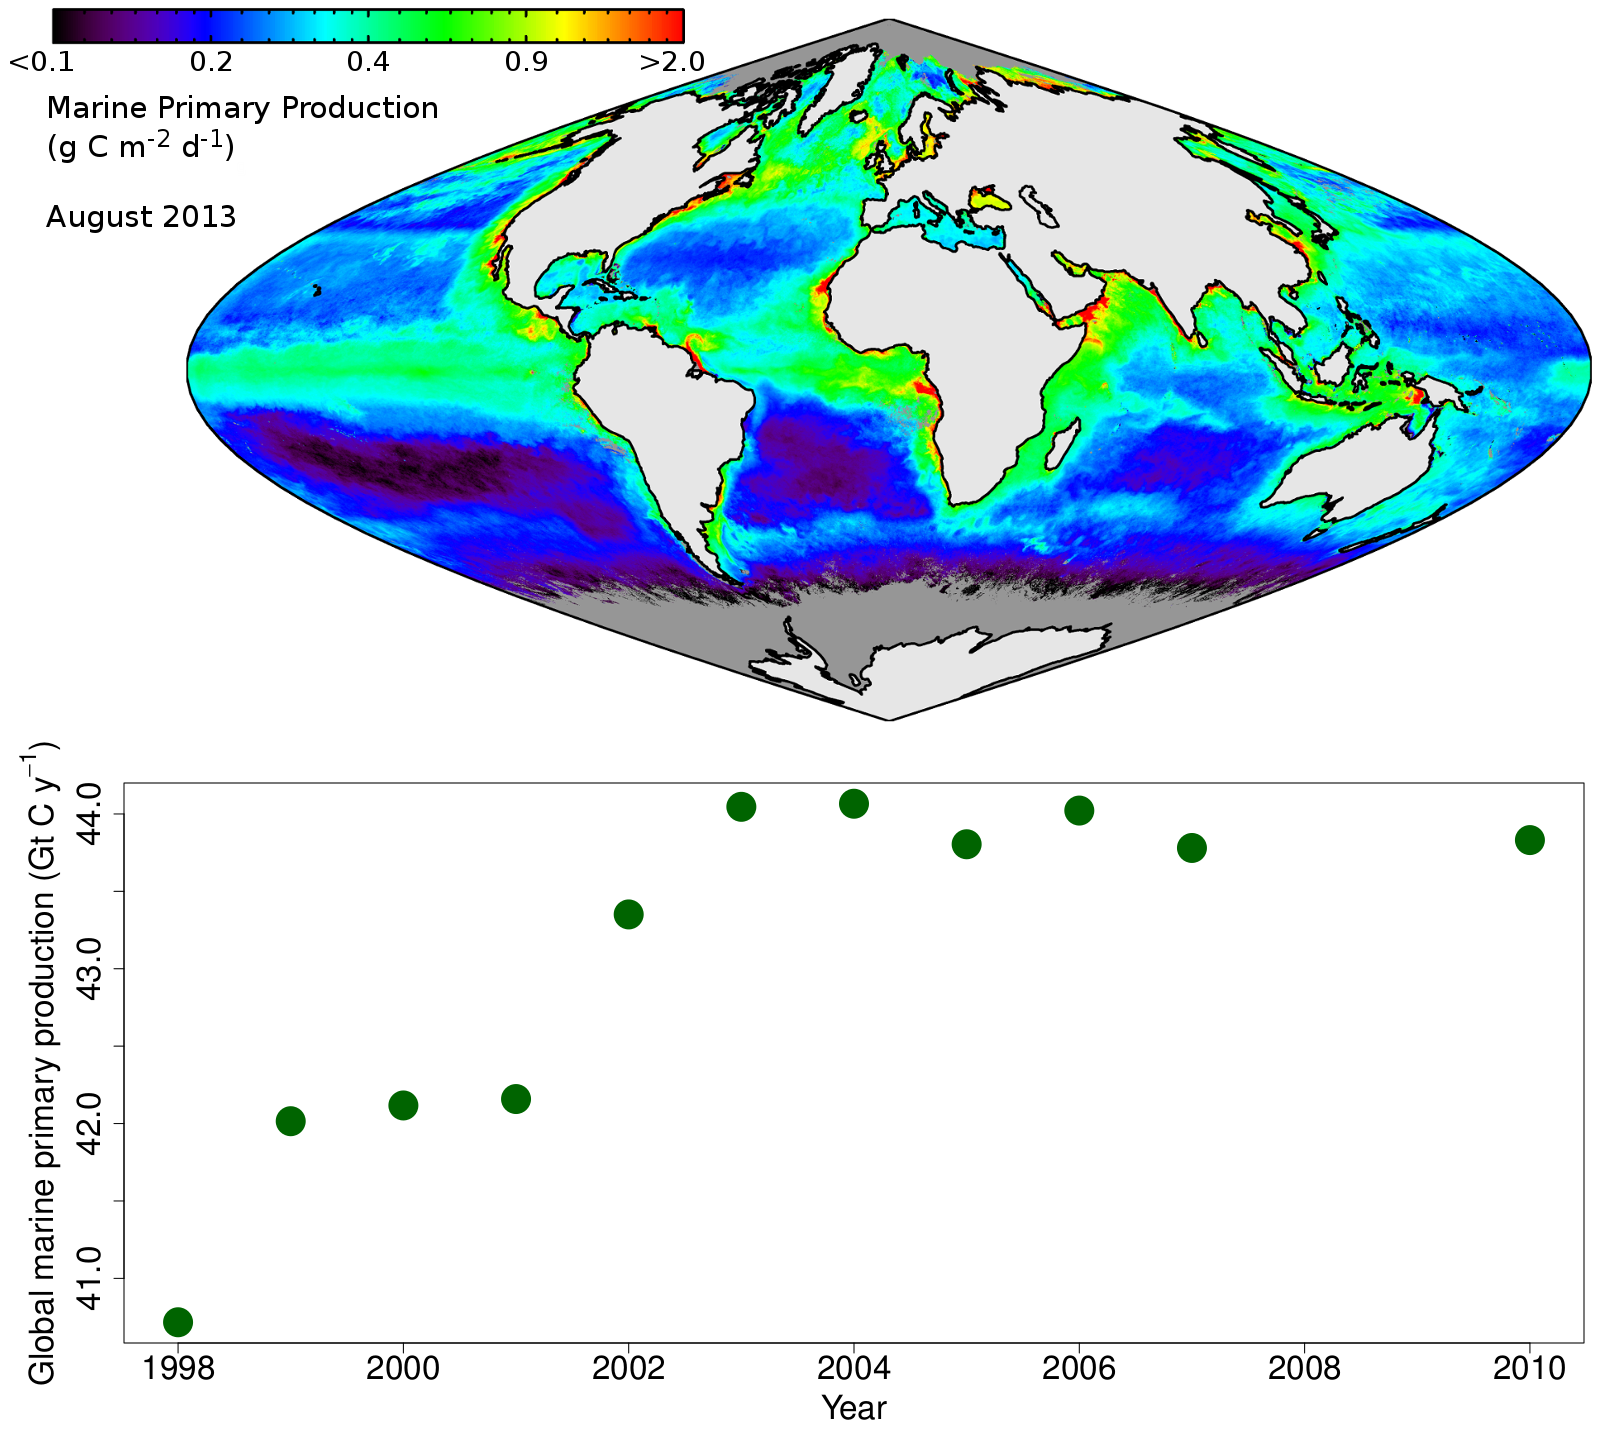 <0.1 0.2 0.4 0.9 >2.0
Marine Primary Production
(g C m⁻² d⁻¹)
August 2013
Global marine primary production (Gt C y⁻¹)
44.0
43.0
42.0
41.0
1998 2000 2002 2004 2006 2008 2010
Year